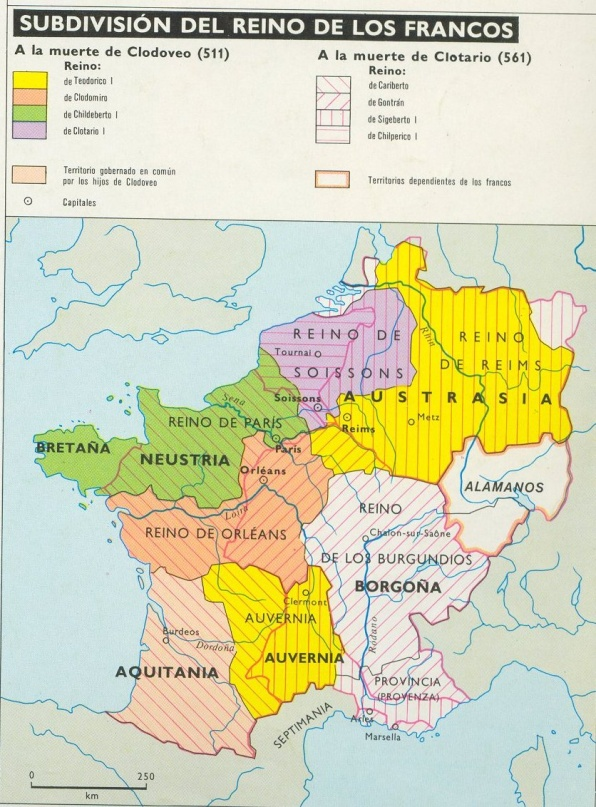 SUBDIVISIÓN DEL REINO DE LOS FRANCOS
A la muerte de Clodoveo (511)
Reino:
de Teodorico I
de Clodomiro
de Childeberto I
de Clotario I
Territorio gobernado en común
por los hijos de Clodoveo
Capitales
A la muerte de Clotario (561)
Reino:
de Cariberto
de Gontrán
de Sigeberto I
de Chilperico I
Territorios dependientes de los francos
REINO DE
SOISSONS
Tournai
Rhin
REINO
DE REIMS
AUSTRASIA
Soissons
Reims
Metz
Sena
REINO DE PARÍS
Paris
BRETAÑA
NEUSTRIA
Orléans
ALAMANOS
Loira
REINO DE ORLÉANS
REINO
Chalon-sur-Saône
DE LOS BURGUNDIOS
BORGOÑA
Clermont
AUVERNIA
Burdeos
Dordoña
AUVERNIA
Rodano
AQUITANIA
PROVINCIA
(PROVENZA)
SEPTIMANIA
Arles
Marsella
0 250
km